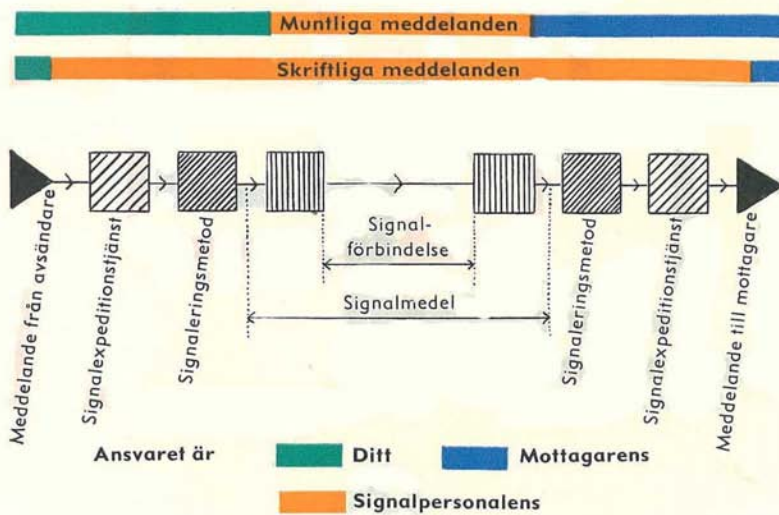 Muntliga meddelanden
Skriftliga meddelanden
Meddelande från avsändare
Signalexpeditionstjänst
Signaleringsmetod
Signal-
förbindelse
Signalmedel
Signaleringsmetod
Signalexpeditionstjänst
Meddelande till mottagare
Ansvaret är
Ditt
Mottagarens
Signalpersonalens